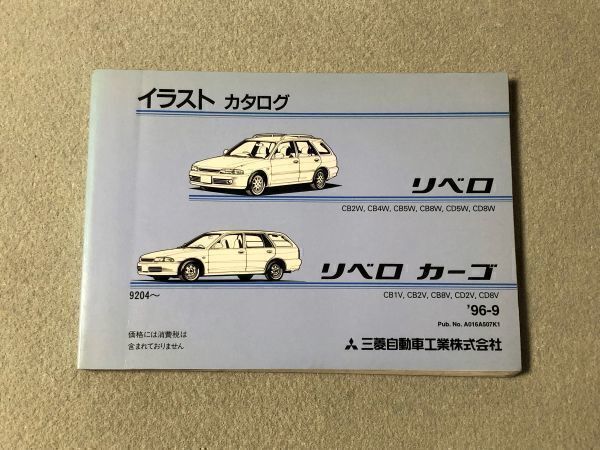 イラスト カタログ
リベロ
CB2W, CB4W, CB5W, CB8W, CD5W, CD8W
リベロ カーゴ
CB1V, CB2V, CB8V, CD2V, CD8V
9204〜
'96-9
Pub. No. A016A507K1
価格には消費税は
含まれておりません
三菱自動車工業株式会社